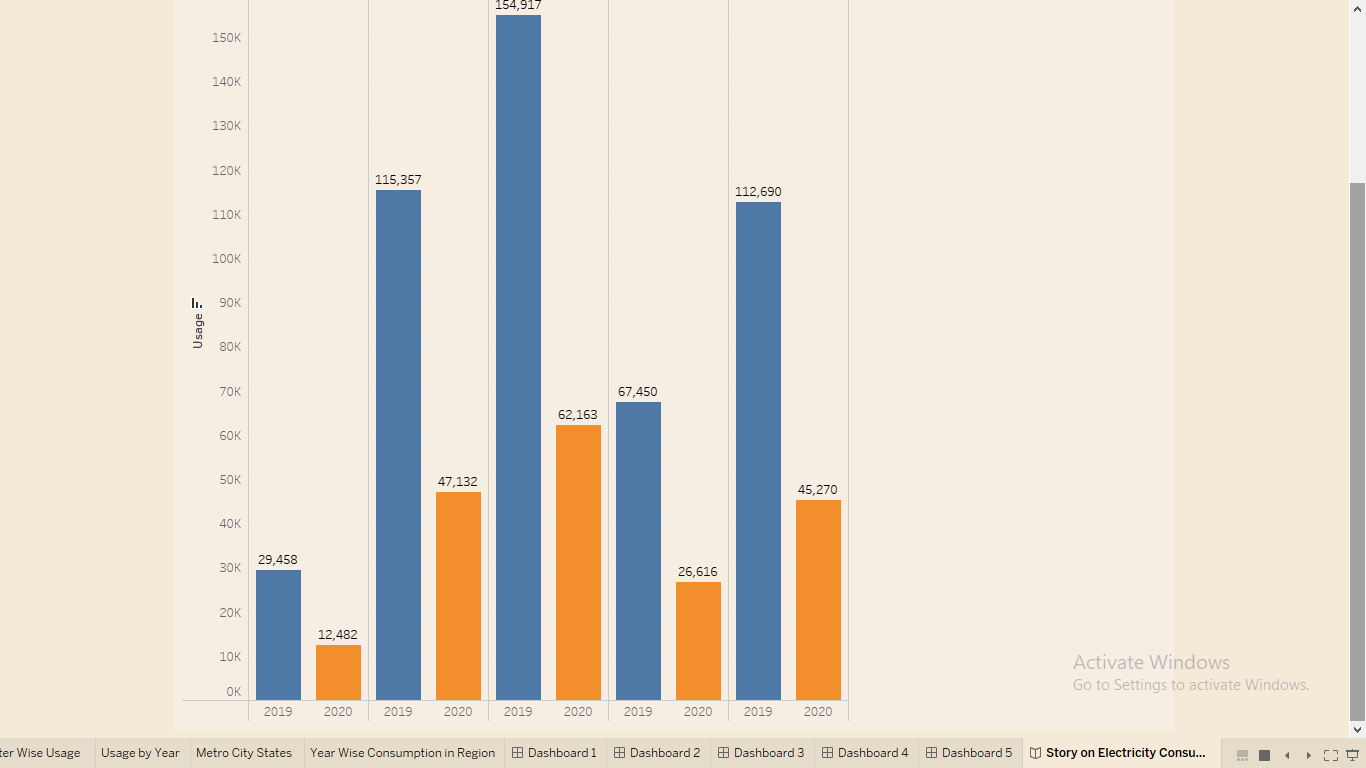 154,917
150K
140K
130K
120K
115,357
112,690
110K
100K
90K
Usage
80K
70K
67,450
62,163
60K
50K
47,132
45,270
40K
30K
29,458
26,616
20K
12,482
10K
0K
2019 2020 2019 2020 2019 2020 2019 2020 2019 2020
Activate Windows
Go to Settings to activate Windows.
ter Wise Usage Usage by Year Metro City States Year Wise Consumption in Region Dashboard 1 Dashboard 2 Dashboard 3 Dashboard 4 Dashboard 5 Story on Electricity Consu...